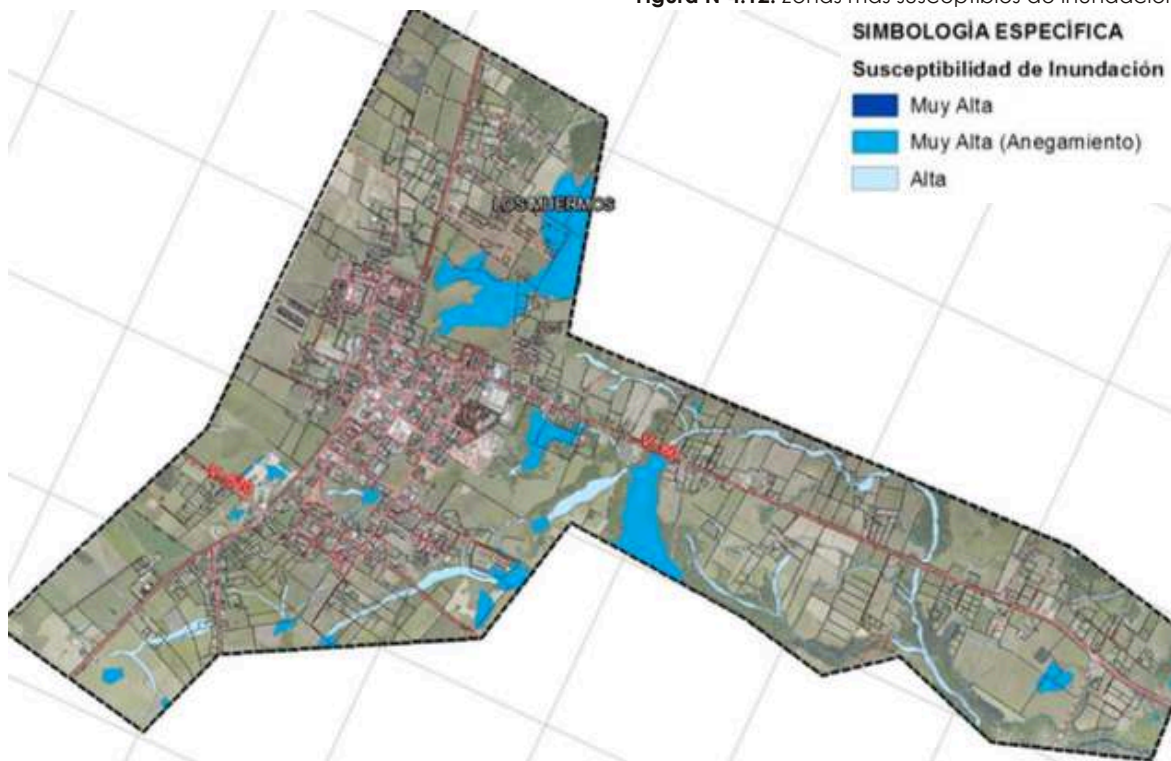 Figura N°4.12: Zonas más susceptibles de inundación
SIMBOLOGÌA ESPECÍFICA
Susceptibilidad de Inundación
Muy Alta
Muy Alta (Anegamiento)
Alta
LOS MUERMOS